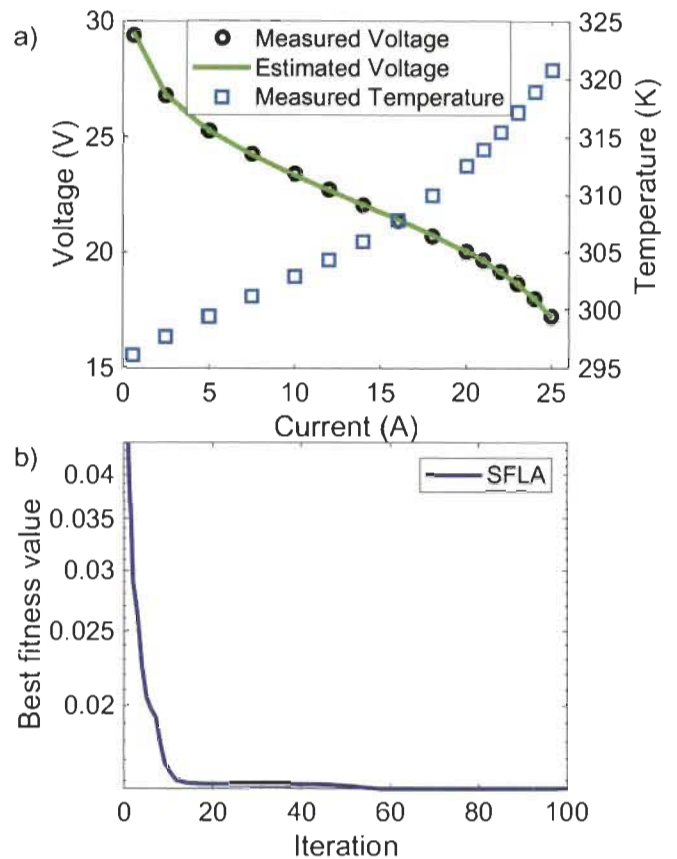 a)
30
25
20
15
Voltage (V)
Measured Voltage
Estimated Voltage
Measured Temperature
325
320
315
310
305
300
295
Temperature (K)
0 5 10 15 20 25
Current (A)
b)
0.04
0.035
0.03
0.025
0.02
Best fitness value
SFLA
0 20 40 60 80 100
Iteration